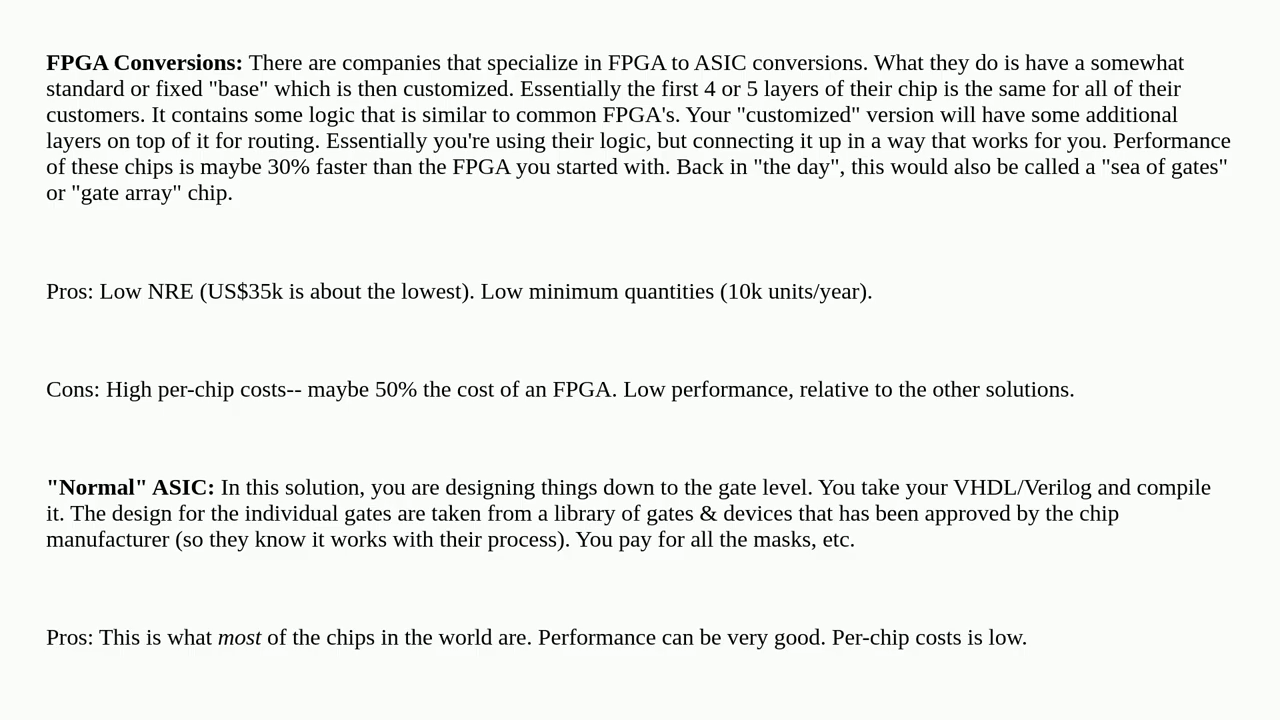 FPGA Conversions: There are companies that specialize in FPGA to ASIC conversions. What they do is have a somewhat
standard or fixed "base" which is then customized. Essentially the first 4 or 5 layers of their chip is the same for all of their
customers. It contains some logic that is similar to common FPGA's. Your "customized" version will have some additional
layers on top of it for routing. Essentially you're using their logic, but connecting it up in a way that works for you. Performance
of these chips is maybe 30% faster than the FPGA you started with. Back in "the day", this would also be called a "sea of gates"
or "gate array" chip.
Pros: Low NRE (US$35k is about the lowest). Low minimum quantities (10k units/year).
Cons: High per-chip costs-- maybe 50% the cost of an FPGA. Low performance, relative to the other solutions.
"Normal" ASIC: In this solution, you are designing things down to the gate level. You take your VHDL/Verilog and compile
it. The design for the individual gates are taken from a library of gates & devices that has been approved by the chip
manufacturer (so they know it works with their process). You pay for all the masks, etc.
Pros: This is what most of the chips in the world are. Performance can be very good. Per-chip costs is low.